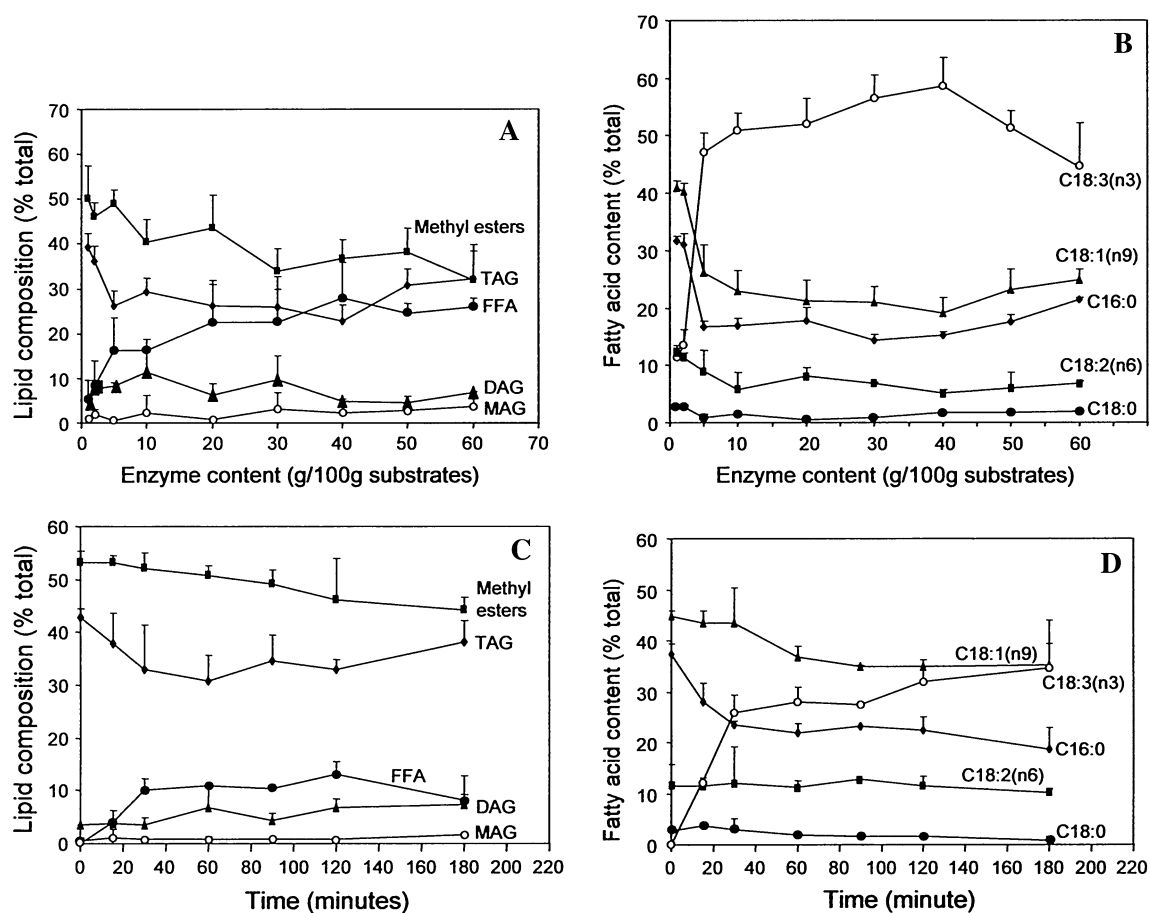 A
Lipid composition (% total)
70
60
50
40
30
20
10
0
Methyl esters
TAG
FFA
DAG
MAG
0 10 20 30 40 50 60 70
Enzyme content (g/100g substrates)
B
Fatty acid content (% total)
70
60
50
40
30
20
10
0
C18:3(n3)
C18:1(n9)
C16:0
C18:2(n6)
C18:0
0 10 20 30 40 50 60
Enzyme content (g/100g substrates)
C
Lipid composition (% total)
60
50
40
30
20
10
0
Methyl
esters
TAG
FFA
DAG
MAG
0 20 40 60 80 100 120 140 160 180 200 220
Time (minutes)
D
Fatty acid content (% total)
60
50
40
30
20
10
0
C18:1(n9)
C18:3(n3)
C16:0
C18:2(n6)
C18:0
0 20 40 60 80 100 120 140 160 180 200 220
Time (minute)